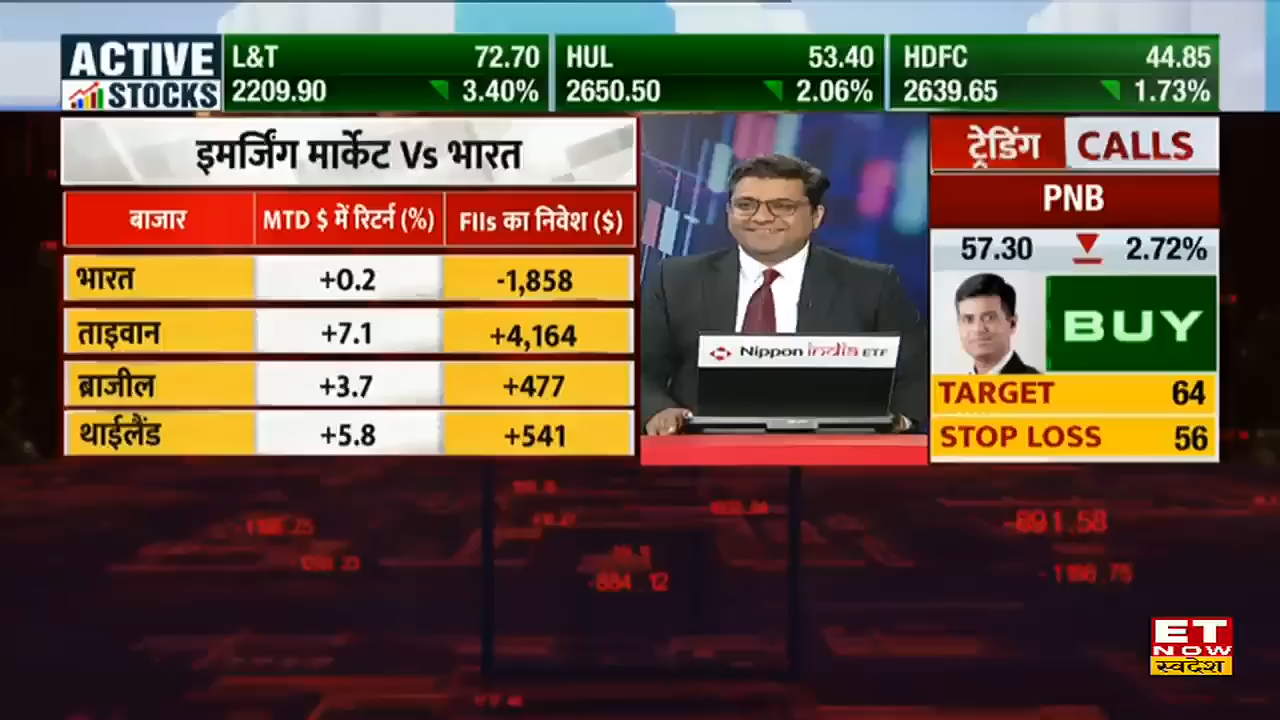 ACTIVE STOCKS
L&T 72.70
2209.90 3.40%
HUL 53.40
2650.50 2.06%
HDFC 44.85
2639.65 1.73%
इमर्जिंग मार्केट Vs भारत
बाजार MTD $ में रिटर्न (%) FIIs का निवेश ($)
भारत +0.2 -1,858
ताइवान +7.1 +4,164
ब्राजील +3.7 +477
थाईलैंड +5.8 +541
Nippon india ETF
ट्रेडिंग CALLS
PNB
57.30 2.72%
BUY
TARGET 64
STOP LOSS 56
-891.58
ET
NOW
स्वदेश